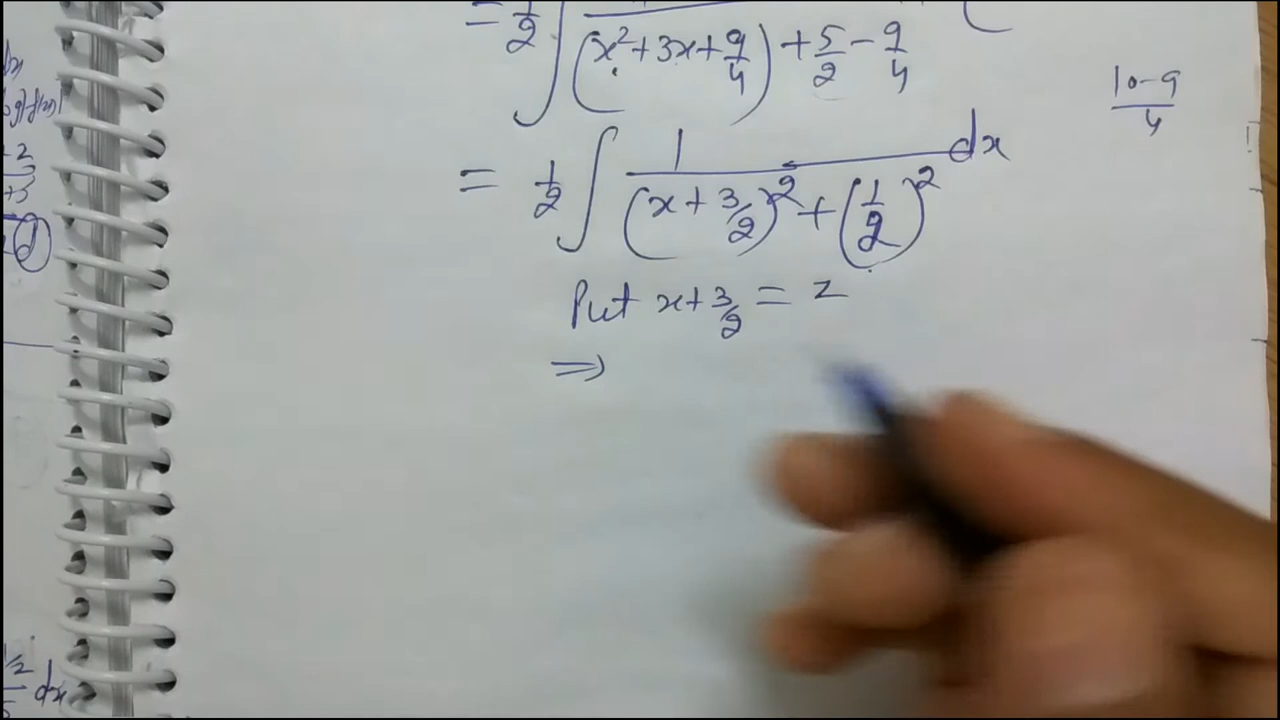 = 1/2 ∫ (x² + 3x + 9/4) + 5/2 - 9/4
10-9/4
= 1/2 ∫ 1/((x + 3/2)² + (1/2)²) dx
Put x + 3/2 = z
⇒
dx